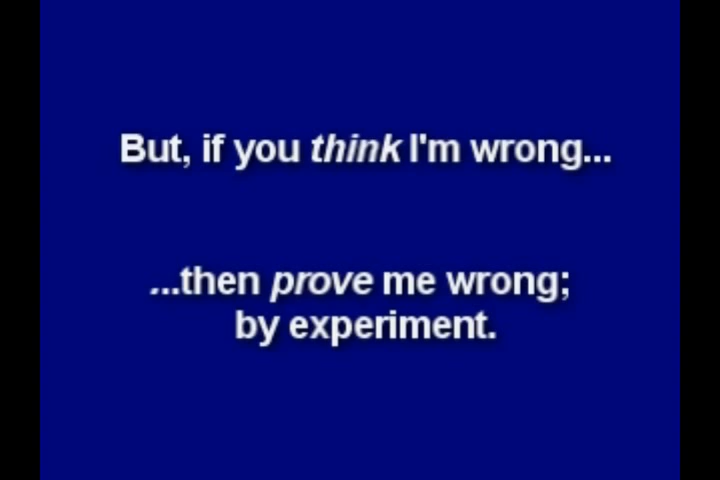 But, if you think I'm wrong...
...then prove me wrong;
by experiment.